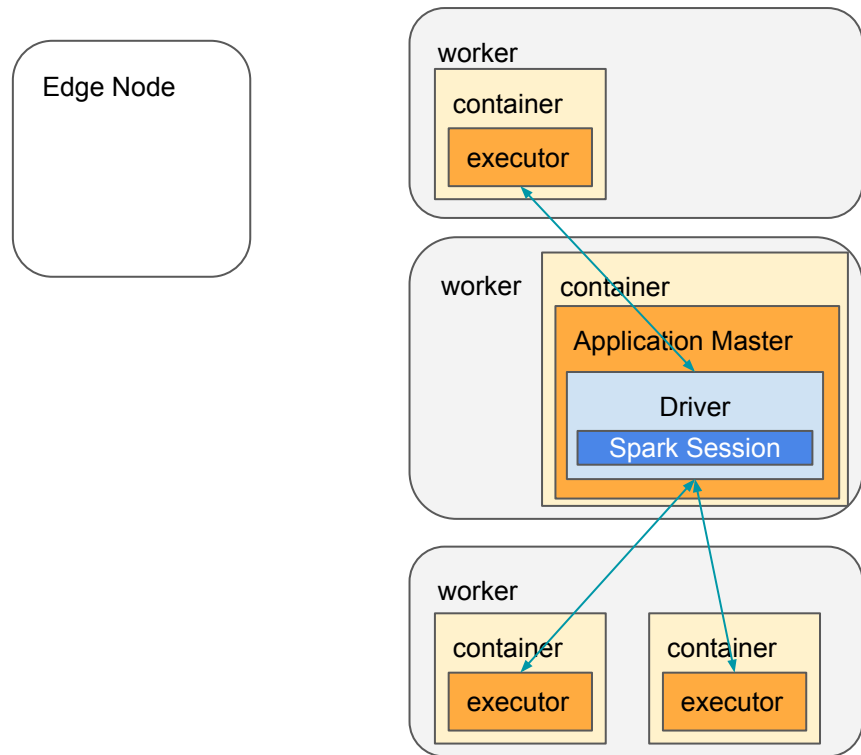 Edge Node
worker
container
executor
worker
container
Application Master
Driver
Spark Session
worker
container
executor
container
executor